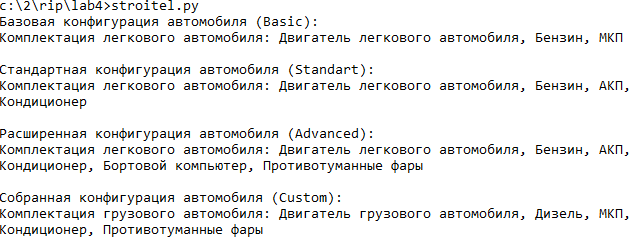 c:\2\rip\lab4>stroitel.py
Базовая конфигурация автомобиля (Basic):
Комплектация легкового автомобиля: Двигатель легкового автомобиля, Бензин, МКП
Стандартная конфигурация автомобиля (Standart):
Комплектация легкового автомобиля: Двигатель легкового автомобиля, Бензин, АКП,
Кондиционер
Расширенная конфигурация автомобиля (Advanced):
Комплектация легкового автомобиля: Двигатель легкового автомобиля, Бензин, АКП,
Кондиционер, Бортовой компьютер, Противотуманные фары
Собранная конфигурация автомобиля (Custom):
Комплектация грузового автомобиля: Двигатель грузового автомобиля, Дизель, МКП,
Кондиционер, Противотуманные фары